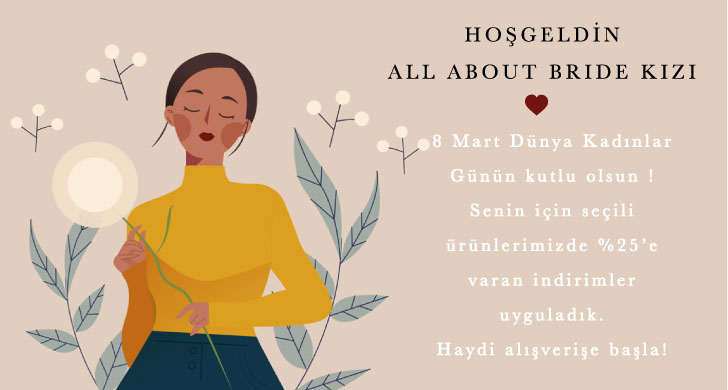 HOŞGELDİN
ALL ABOUT BRIDE KIZI
8 Mart Dünya Kadınlar
Günün kutlu olsun !
Senin için seçili
ürünlerimizde %25’e
varan indirimler
uyguladık.
Haydi alışverişe başla!